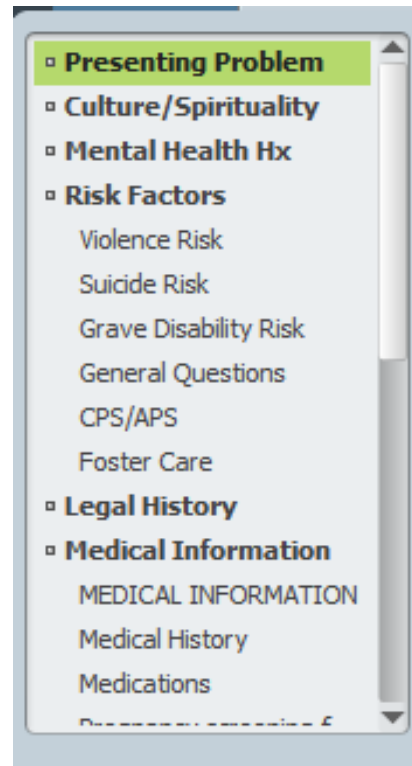 Presenting Problem
Culture/Spirituality
Mental Health Hx
Risk Factors
Violence Risk
Suicide Risk
Grave Disability Risk
General Questions
CPS/APS
Foster Care
Legal History
Medical Information
MEDICAL INFORMATION
Medical History
Medications